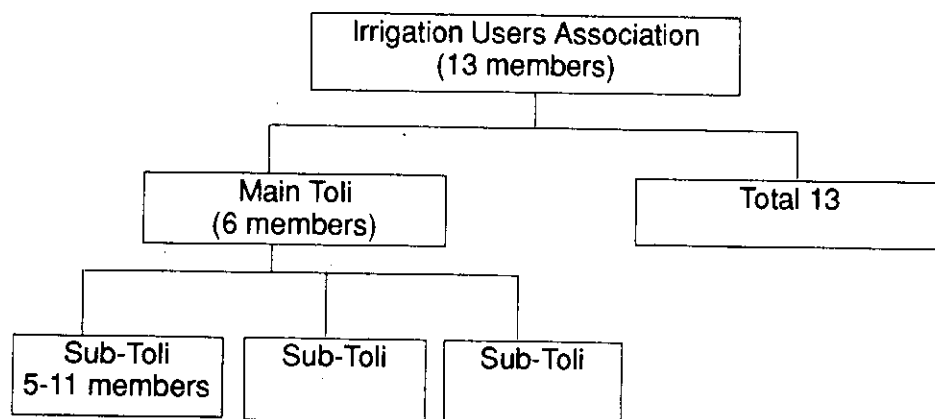 Irrigation Users Association
(13 members)
Main Toli
(6 members)
Total 13
Sub-Toli
5-11 members
Sub-Toli
Sub-Toli